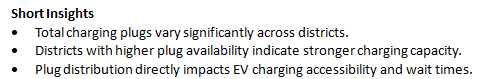 Short Insights
• Total charging plugs vary significantly across districts.
• Districts with higher plug availability indicate stronger charging capacity.
• Plug distribution directly impacts EV charging accessibility and wait times.